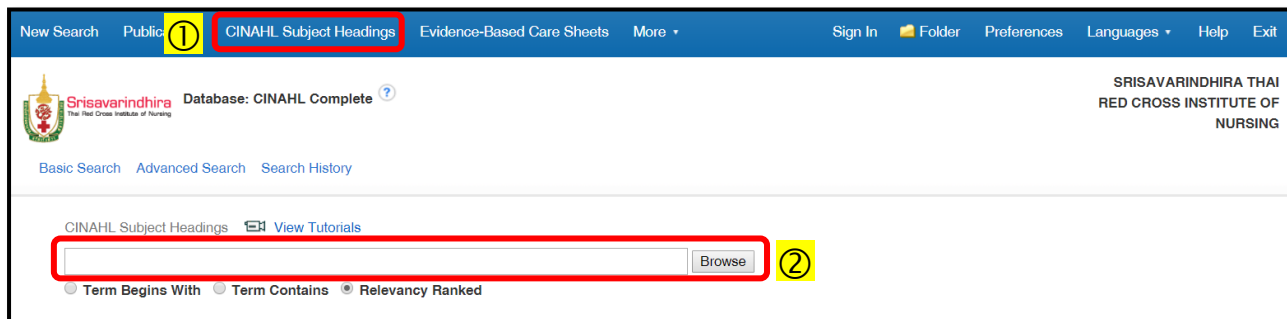 New Search Public ① CINAHL Subject Headings Evidence-Based Care Sheets More Sign In Folder Preferences Languages Help Exit
Srisavarindhira
Thai Red Cross Institute of Nursing
Database: CINAHL Complete ?
SRISAVARINDHIRA THAI
RED CROSS INSTITUTE OF
NURSING
Basic Search Advanced Search Search History
CINAHL Subject Headings View Tutorials
Browse ②
Term Begins With Term Contains Relevancy Ranked